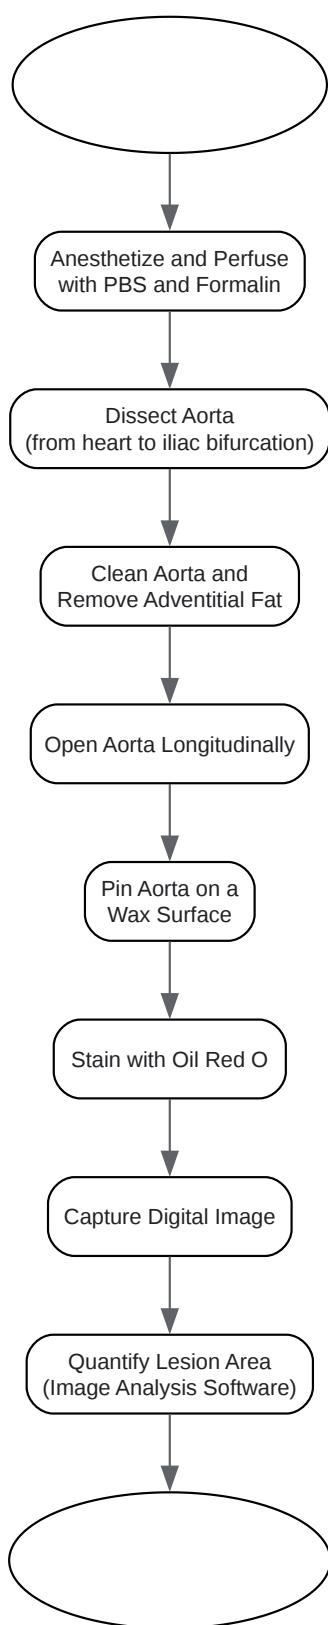 Anesthetize and Perfuse
with PBS and Formalin
Dissect Aorta
(from heart to iliac bifurcation)
Clean Aorta and
Remove Adventitial Fat
Open Aorta Longitudinally
Pin Aorta on a
Wax Surface
Stain with Oil Red O
Capture Digital Image
Quantify Lesion Area
(Image Analysis Software)